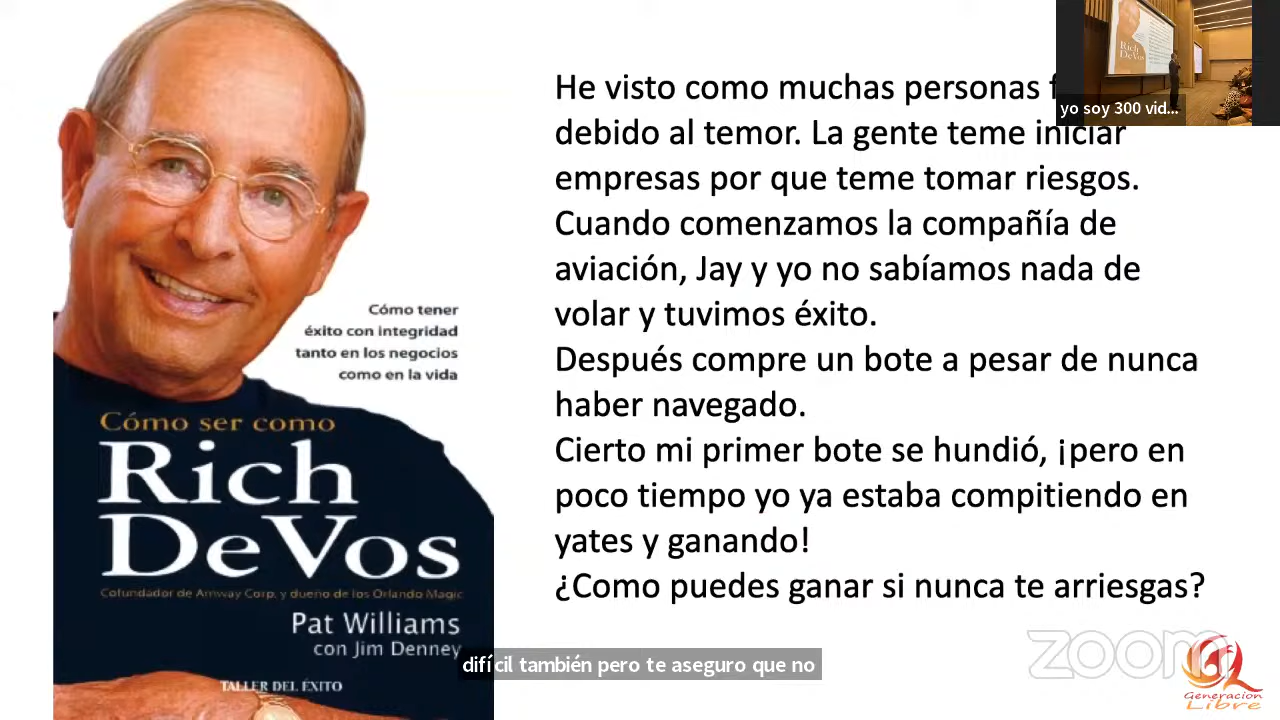 Cómo tener
éxito con integridad
tanto en los negocios
como en la vida
Cómo ser como
Rich
DeVos
Cofundador de Amway Corp. y dueño de los Orlando Magic
Pat Williams
con Jim Denney
TALLER DEL ÉXITO
He visto como muchas personas
debido al temor. La gente teme iniciar
empresas por que teme tomar riesgos.
Cuando comenzamos la compañía de
aviación, Jay y yo no sabíamos nada de
volar y tuvimos éxito.
Después compre un bote a pesar de nunca
haber navegado.
Cierto mi primer bote se hundió, ¡pero en
poco tiempo yo ya estaba compitiendo en
yates y ganando!
¿Como puedes ganar si nunca te arriesgas?
Rich
DeVos
yo soy 300 vid...
difícil también pero te aseguro que no
zoom
Generacion
Libre